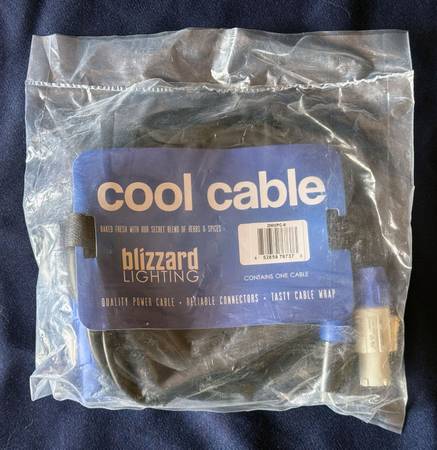 cool cable
BAKED FRESH WITH OUR SECRET BLEND OF HERBS & SPICES
blizzard
LIGHTING
CONTAINS ONE CABLE
QUALITY POWER CABLE • RELIABLE CONNECTORS • TASTY CABLE WRAP